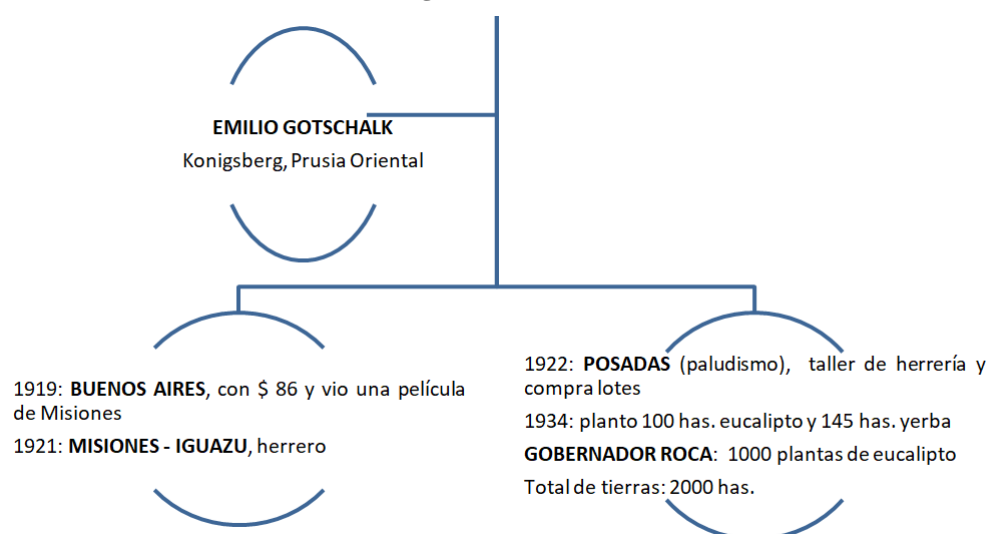 EMILIO GOTSCHALK
Konigsberg, Prusia Oriental
1919: BUENOS AIRES, con $ 86 y vio una película
de Misiones
1921: MISIONES - IGUAZU, herrero
1922: POSADAS (paludismo), taller de herrería y
compra lotes
1934: planto 100 has. eucalipto y 145 has. yerba
GOBERNADOR ROCA: 1000 plantas de eucalipto
Total de tierras: 2000 has.